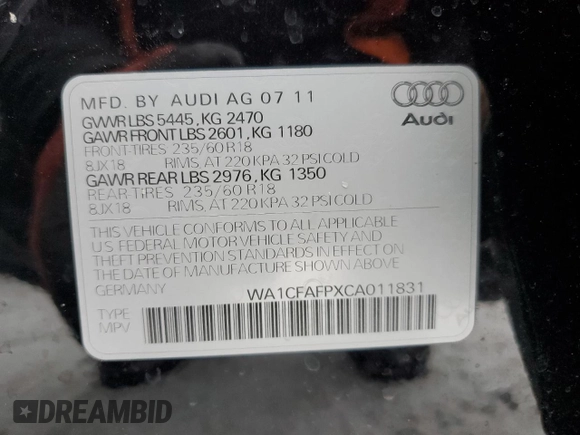 MFD. BY AUDI AG 07 11
GVWR LBS 5445, KG 2470
GAWR FRONT LBS 2601, KG 1180
FRONT-TIRES 235/60 R18
8JX18 RIMS, AT 220 KPA 32 PSI COLD
GAWR REAR LBS 2976, KG 1350
REAR-TIRES 235/60 R18
8JX18 RIMS, AT 220 KPA 32 PSI COLD
Audi
THIS VEHICLE CONFORMS TO ALL APPLICABLE
U.S. FEDERAL MOTOR VEHICLE SAFETY AND
THEFT PREVENTION STANDARDS IN EFFECT ON
THE DATE OF MANUFACTURE SHOWN ABOVE.
GERMANY WA1CFAFPXCA011831
TYPE
MPV
DREAMBID